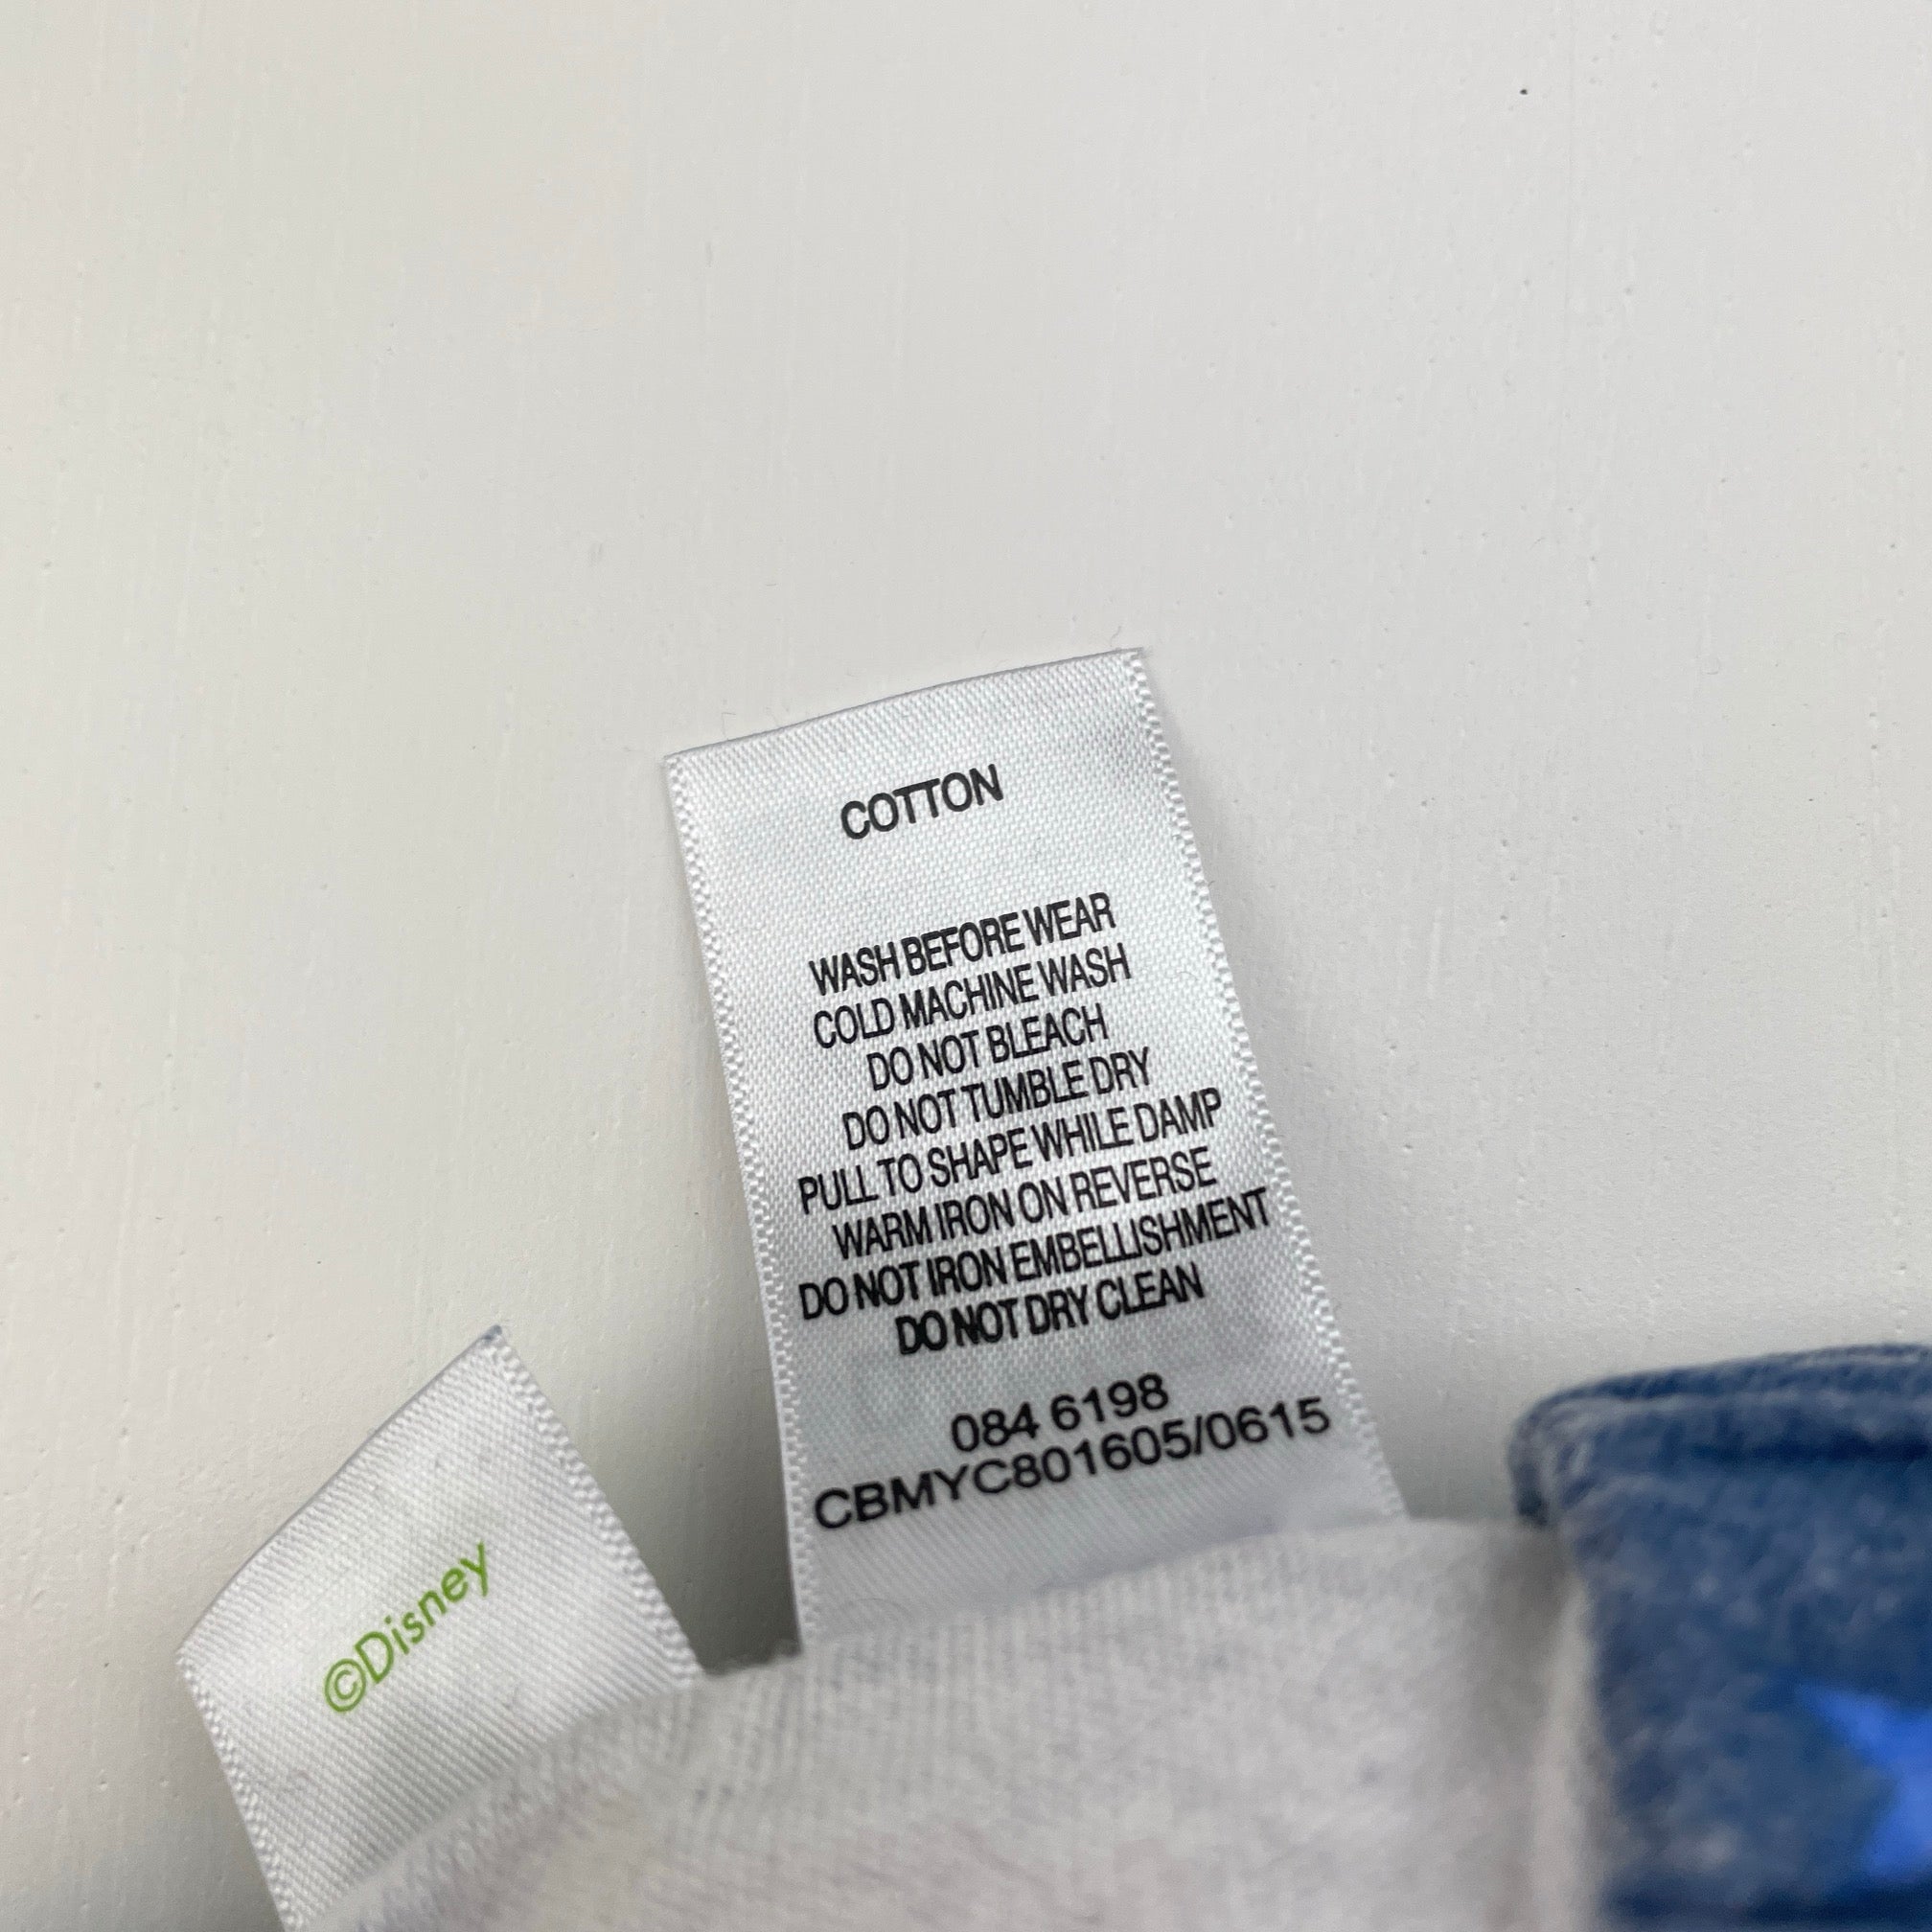 COTTON
WASH BEFORE WEAR
COLD MACHINE WASH
DO NOT BLEACH
DO NOT TUMBLE DRY
PULL TO SHAPE WHILE DAMP
WARM IRON ON REVERSE
DO NOT IRON EMBELLISHMENT
DO NOT DRY CLEAN
084 6198
CBMYC801605/0615
©Disney